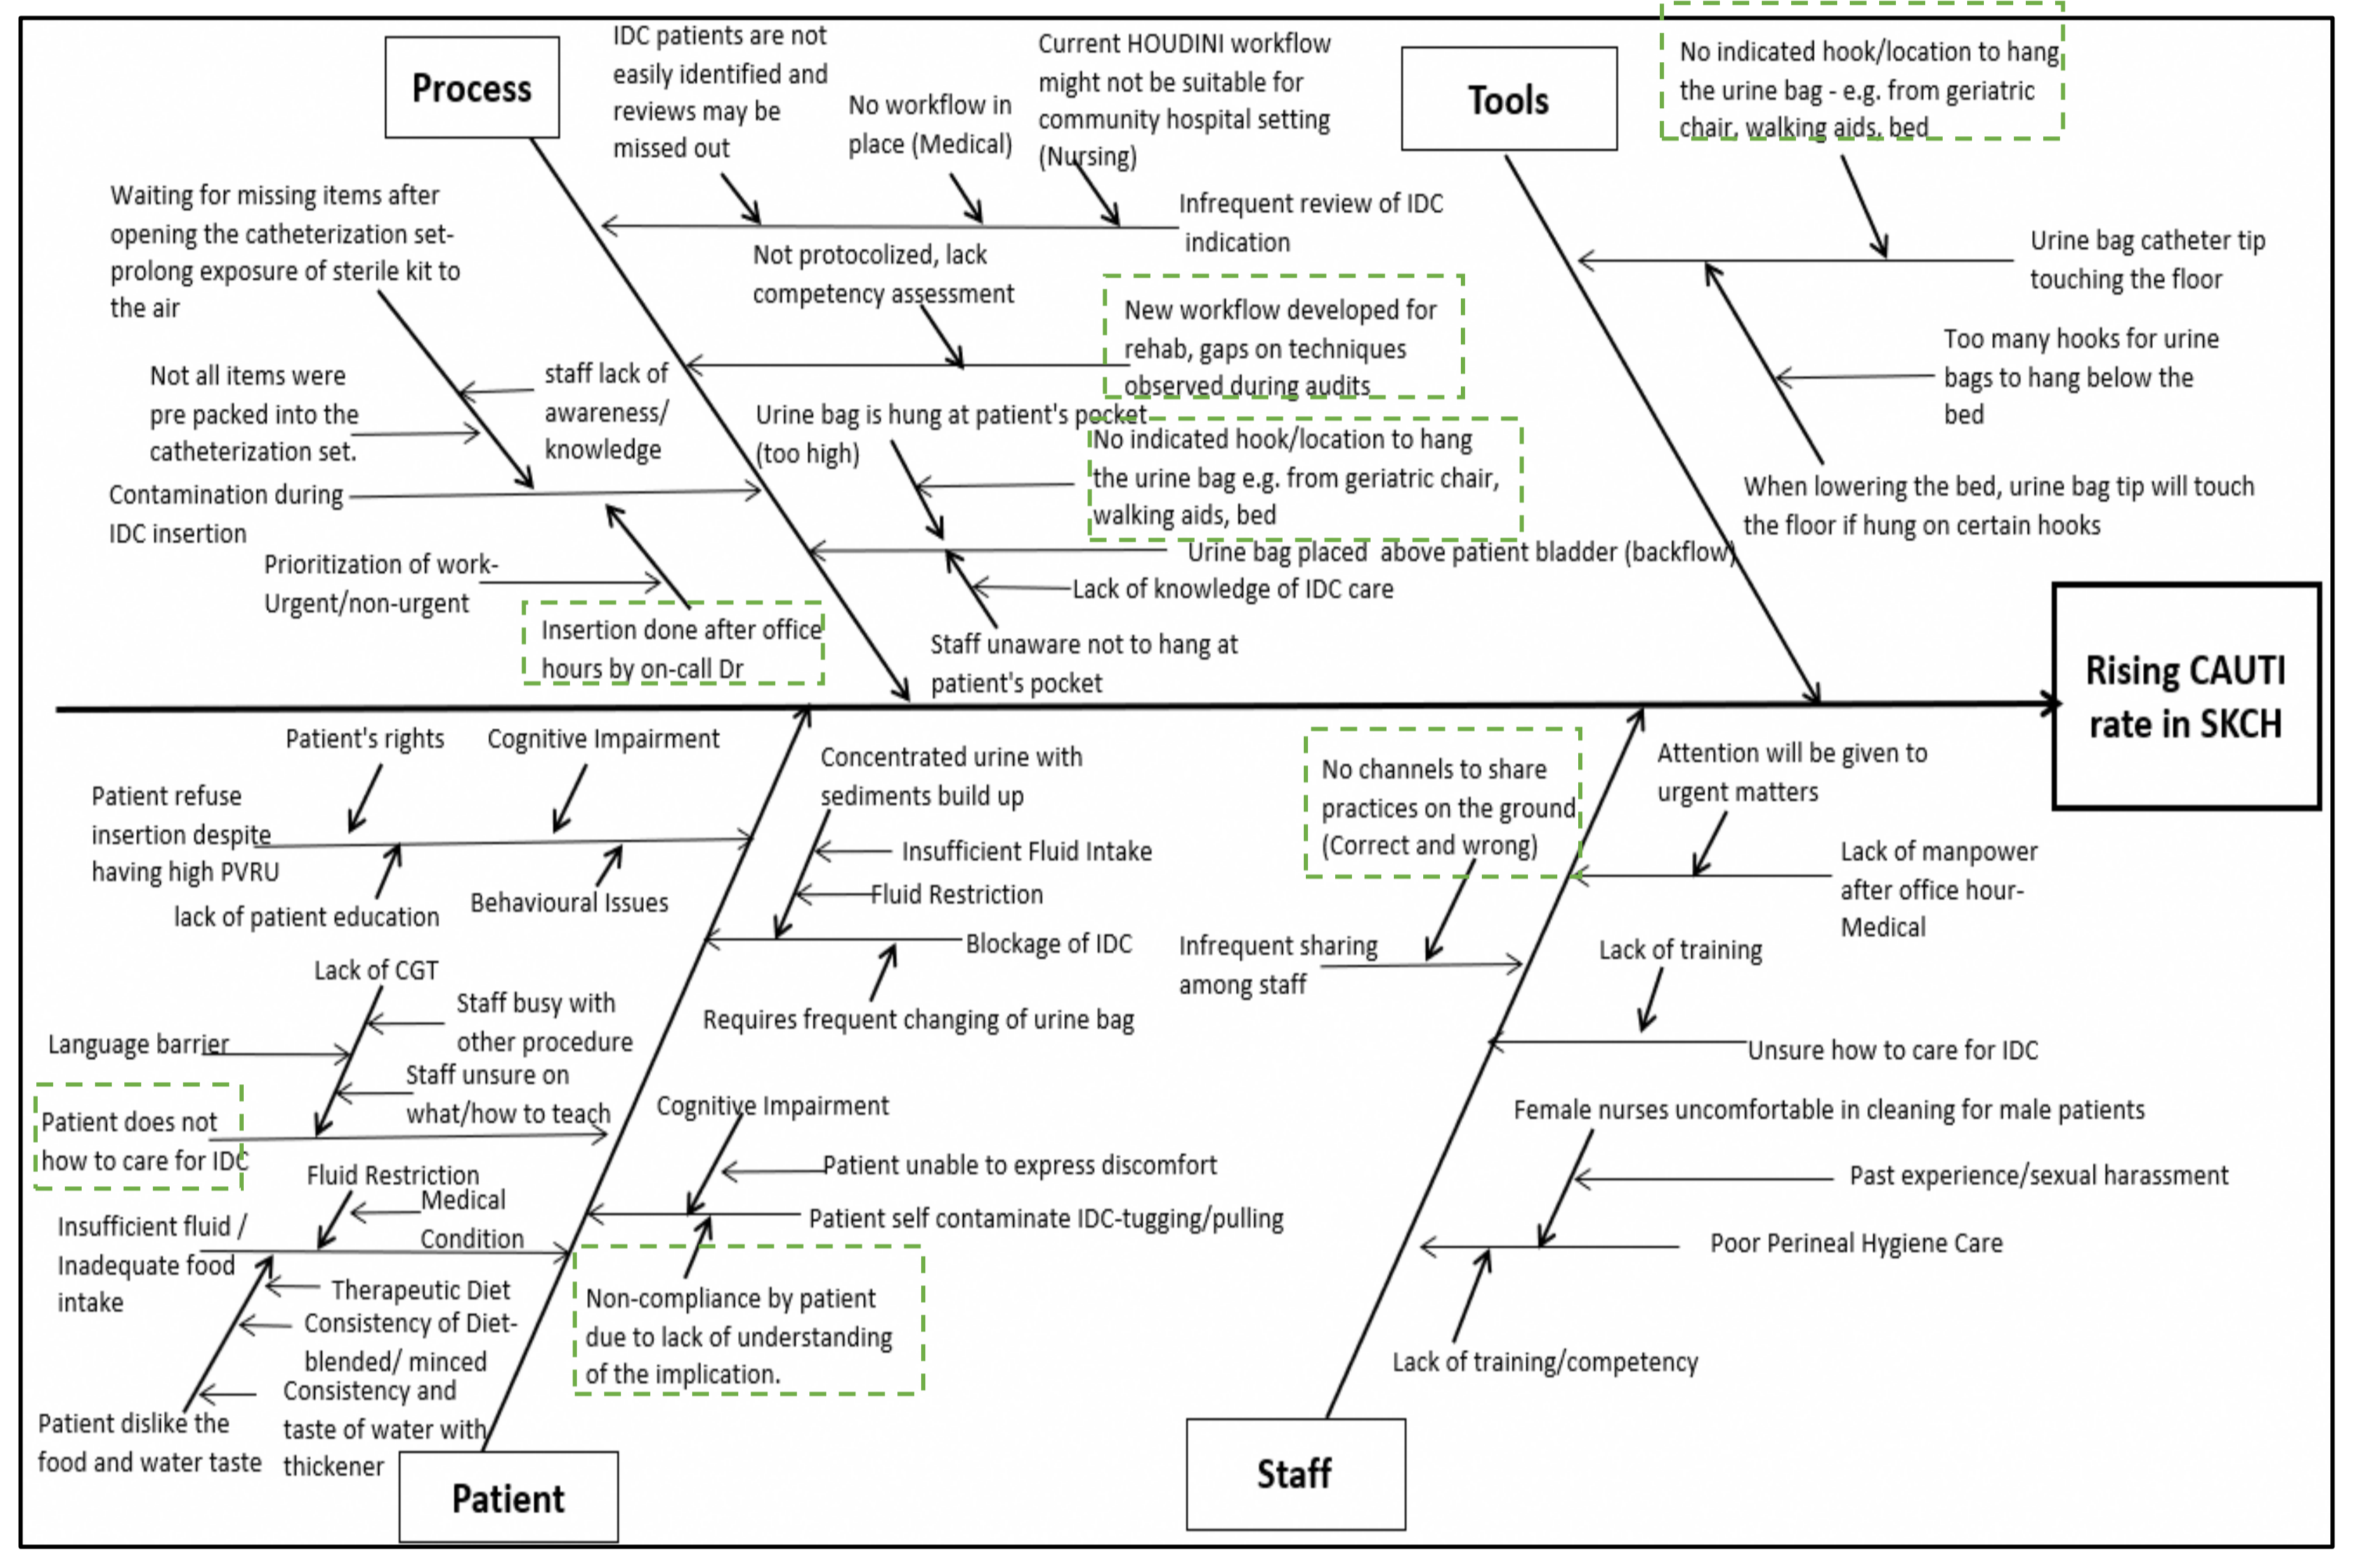 Process
IDC patients are not
easily identified and
reviews may be
missed out
No workflow in
place (Medical)
Current HOUDINI workflow
might not be suitable for
community hospital setting
(Nursing)
Infrequent review of IDC
indication
Waiting for missing items after
opening the catheterization set-
prolong exposure of sterile kit to
the air
Not all items were
pre packed into the
catheterization set.
staff lack of
awareness/
knowledge
Contamination during
IDC insertion
Prioritization of work-
Urgent/non-urgent
Insertion done after office
hours by on-call Dr
Not protocolized, lack
competency assessment
New workflow developed for
rehab, gaps on techniques
observed during audits
Urine bag is hung at patient's pocket
(too high)
No indicated hook/location to hang
the urine bag e.g. from geriatric chair,
walking aids, bed
Urine bag placed above patient bladder (backflow)
Lack of knowledge of IDC care
Staff unaware not to hang at
patient's pocket
Tools
No indicated hook/location to hang
the urine bag - e.g. from geriatric
chair, walking aids, bed
Urine bag catheter tip
touching the floor
Too many hooks for urine
bags to hang below the
bed
When lowering the bed, urine bag tip will touch
the floor if hung on certain hooks
Rising CAUTI
rate in SKCH
Patient's rights
Cognitive Impairment
Patient refuse
insertion despite
having high PVRU
lack of patient education
Behavioural Issues
Concentrated urine with
sediments build up
Insufficient Fluid Intake
Fluid Restriction
Blockage of IDC
Requires frequent changing of urine bag
Lack of CGT
Staff busy with
other procedure
Language barrier
Staff unsure on
what/how to teach
Patient does not
how to care for IDC
Cognitive Impairment
Patient unable to express discomfort
Patient self contaminate IDC-tugging/pulling
Non-compliance by patient
due to lack of understanding
of the implication.
Fluid Restriction
Medical
Condition
Insufficient fluid /
Inadequate food
intake
Therapeutic Diet
Consistency of Diet-
blended/ minced
Consistency and
taste of water with
thickener
Patient dislike the
food and water taste
Patient
No channels to share
practices on the ground
(Correct and wrong)
Infrequent sharing
among staff
Attention will be given to
urgent matters
Lack of manpower
after office hour-
Medical
Lack of training
Unsure how to care for IDC
Female nurses uncomfortable in cleaning for male patients
Past experience/sexual harassment
Poor Perineal Hygiene Care
Lack of training/competency
Staff